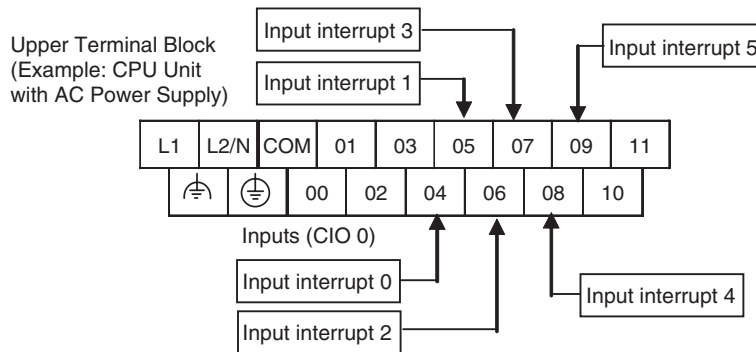 Upper Terminal Block
(Example: CPU Unit
with AC Power Supply)
Input interrupt 3
Input interrupt 1
Input interrupt 5
L1 L2/N COM 01 03 05 07 09 11
00 02 04 06 08 10
Inputs (CIO 0)
Input interrupt 0
Input interrupt 2
Input interrupt 4